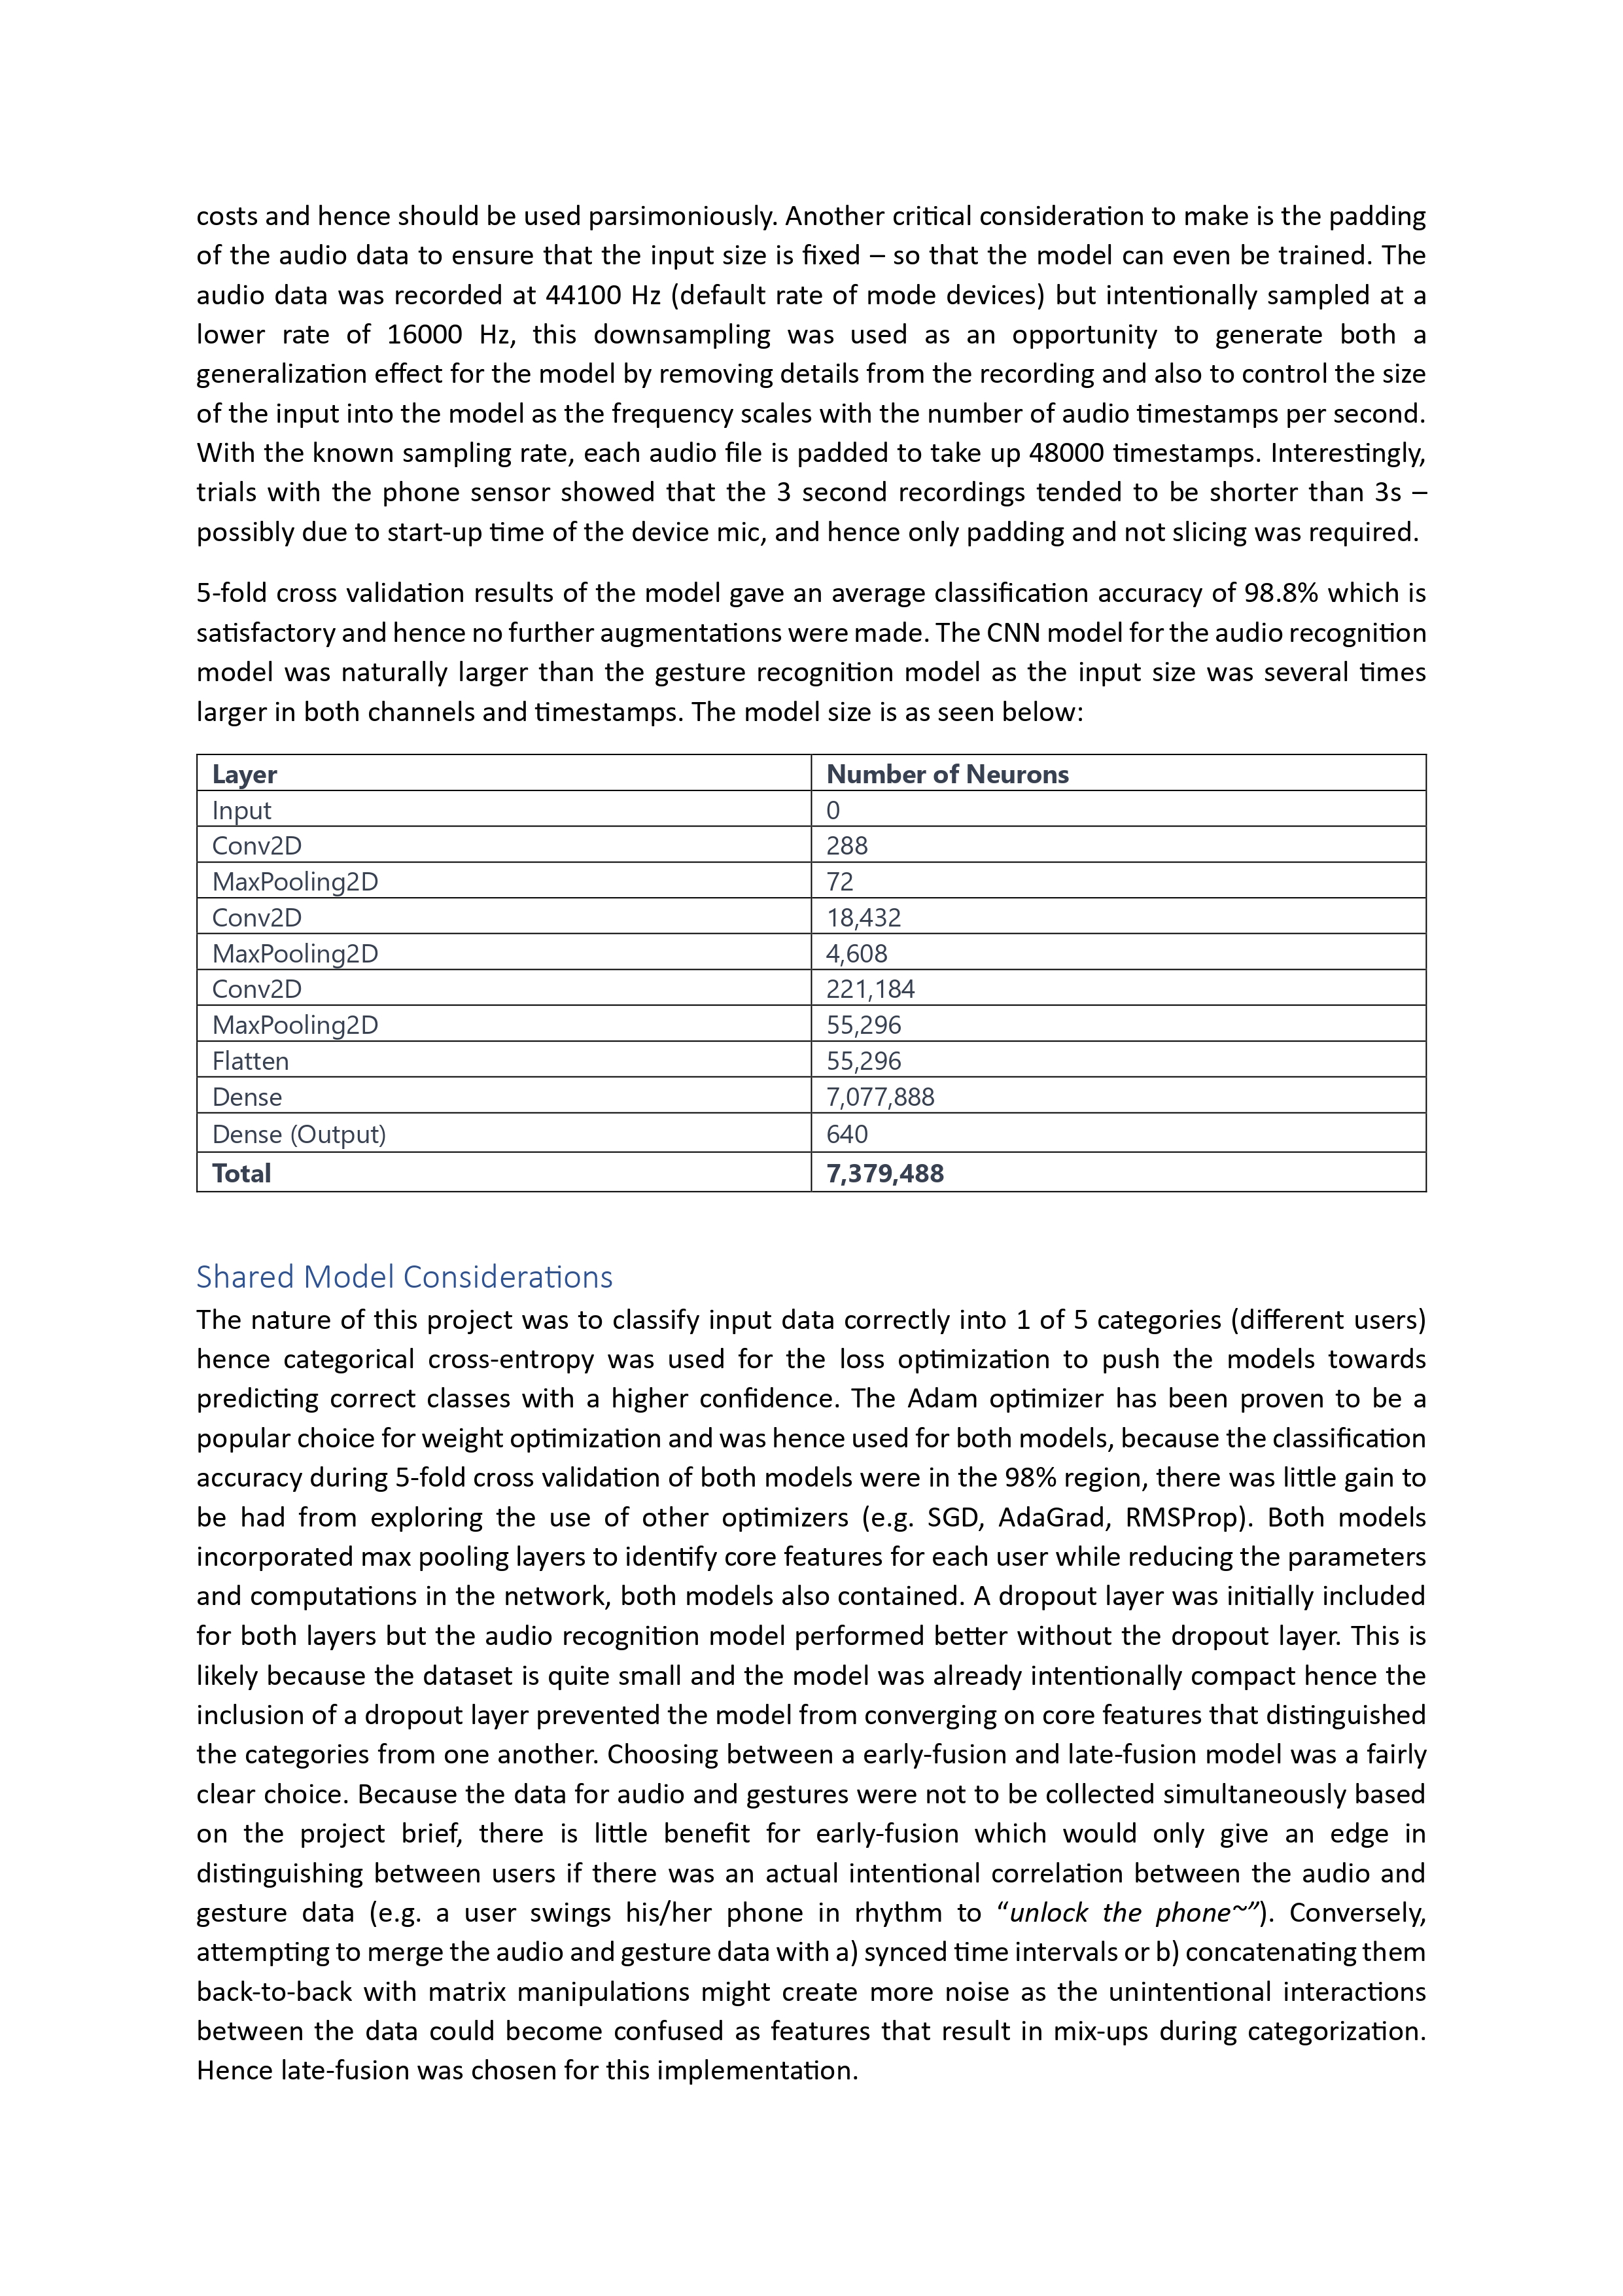 costs and hence should be used parsimoniously. Another critical consideration to make is the padding
of the audio data to ensure that the input size is fixed – so that the model can even be trained. The
audio data was recorded at 44100 Hz (default rate of mode devices) but intentionally sampled at a
lower rate of 16000 Hz, this downsampling was used as an opportunity to generate both a
generalization effect for the model by removing details from the recording and also to control the size
of the input into the model as the frequency scales with the number of audio timestamps per second.
With the known sampling rate, each audio file is padded to take up 48000 timestamps. Interestingly,
trials with the phone sensor showed that the 3 second recordings tended to be shorter than 3s –
possibly due to start-up time of the device mic, and hence only padding and not slicing was required.
5-fold cross validation results of the model gave an average classification accuracy of 98.8% which is
satisfactory and hence no further augmentations were made. The CNN model for the audio recognition
model was naturally larger than the gesture recognition model as the input size was several times
larger in both channels and timestamps. The model size is as seen below:
Layer Number of Neurons
Input 0
Conv2D 288
MaxPooling2D 72
Conv2D 18,432
MaxPooling2D 4,608
Conv2D 221,184
MaxPooling2D 55,296
Flatten 55,296
Dense 7,077,888
Dense (Output) 640
Total 7,379,488
Shared Model Considerations
The nature of this project was to classify input data correctly into 1 of 5 categories (different users)
hence categorical cross-entropy was used for the loss optimization to push the models towards
predicting correct classes with a higher confidence. The Adam optimizer has been proven to be a
popular choice for weight optimization and was hence used for both models, because the classification
accuracy during 5-fold cross validation of both models were in the 98% region, there was little gain to
be had from exploring the use of other optimizers (e.g. SGD, AdaGrad, RMSProp). Both models
incorporated max pooling layers to identify core features for each user while reducing the parameters
and computations in the network, both models also contained. A dropout layer was initially included
for both layers but the audio recognition model performed better without the dropout layer. This is
likely because the dataset is quite small and the model was already intentionally compact hence the
inclusion of a dropout layer prevented the model from converging on core features that distinguished
the categories from one another. Choosing between a early-fusion and late-fusion model was a fairly
clear choice. Because the data for audio and gestures were not to be collected simultaneously based
on the project brief, there is little benefit for early-fusion which would only give an edge in
distinguishing between users if there was an actual intentional correlation between the audio and
gesture data (e.g. a user swings his/her phone in rhythm to “unlock the phone~”). Conversely,
attempting to merge the audio and gesture data with a) synced time intervals or b) concatenating them
back-to-back with matrix manipulations might create more noise as the unintentional interactions
between the data could become confused as features that result in mix-ups during categorization.
Hence late-fusion was chosen for this implementation.